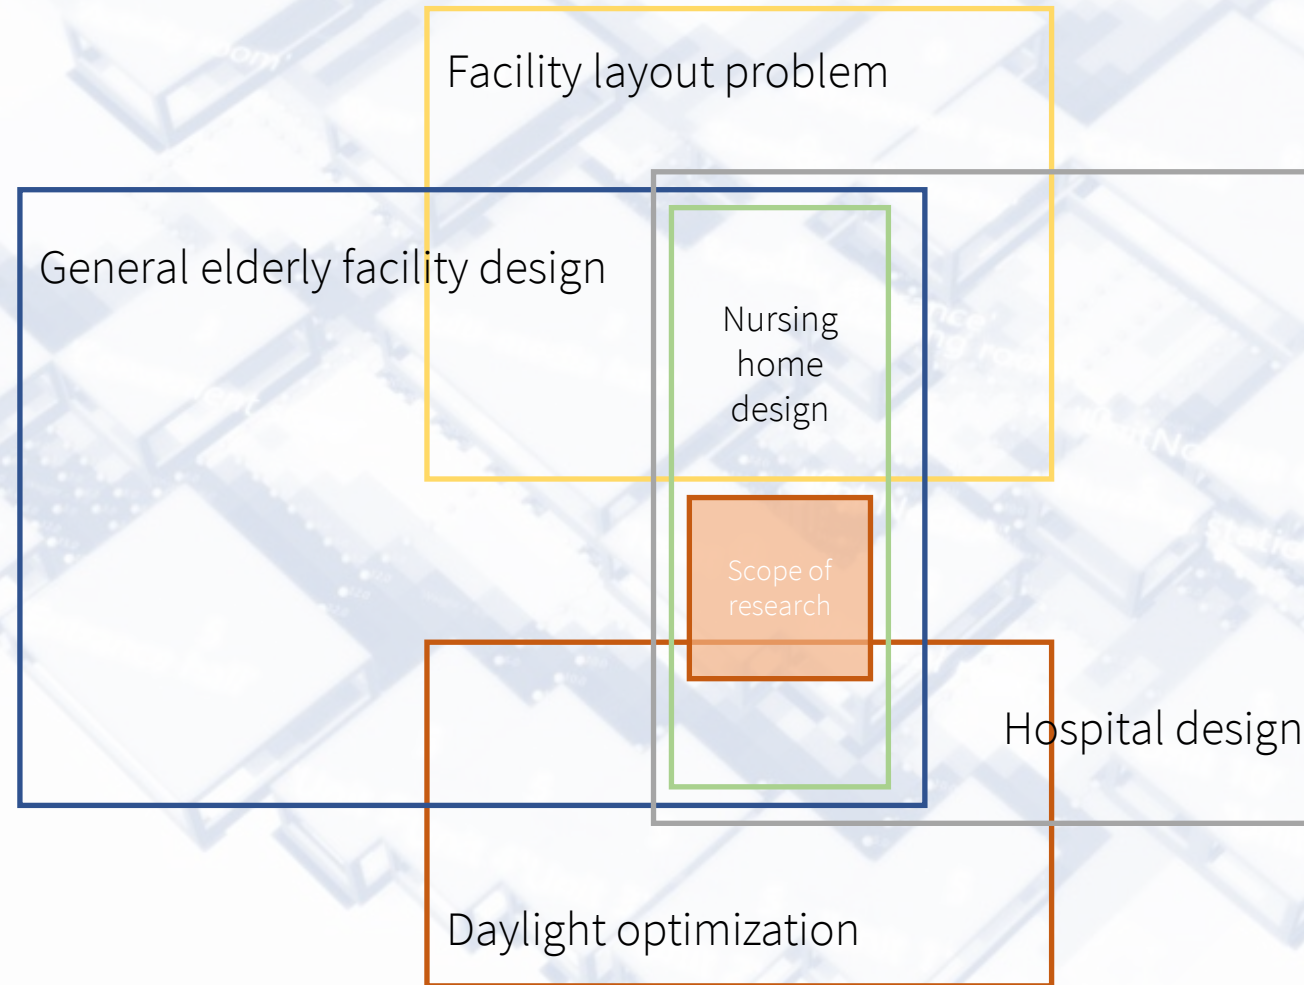 Facility layout problem
General elderly facility design
Nursing
home
design
Scope of
research
Hospital design
Daylight optimization